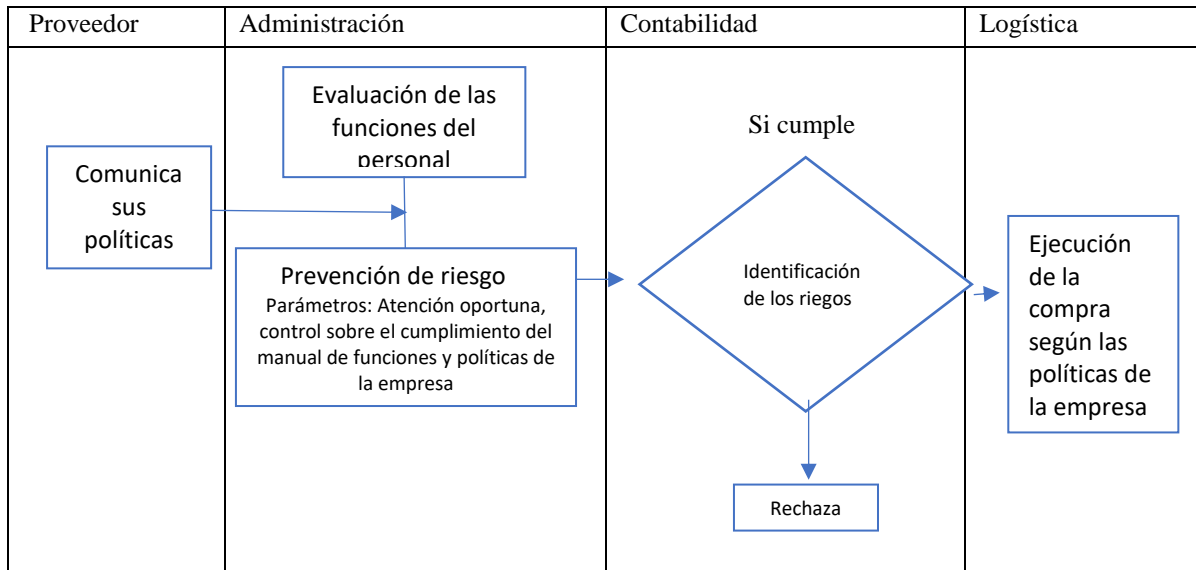 Proveedor
Administración
Contabilidad
Logística
Comunica
sus
políticas
Evaluación de las
funciones del
personal
Prevención de riesgo
Parámetros: Atención oportuna,
control sobre el cumplimiento del
manual de funciones y políticas de
la empresa
Si cumple
Identificación
de los riegos
Rechaza
Ejecución
de la
compra
según las
políticas de
la empresa